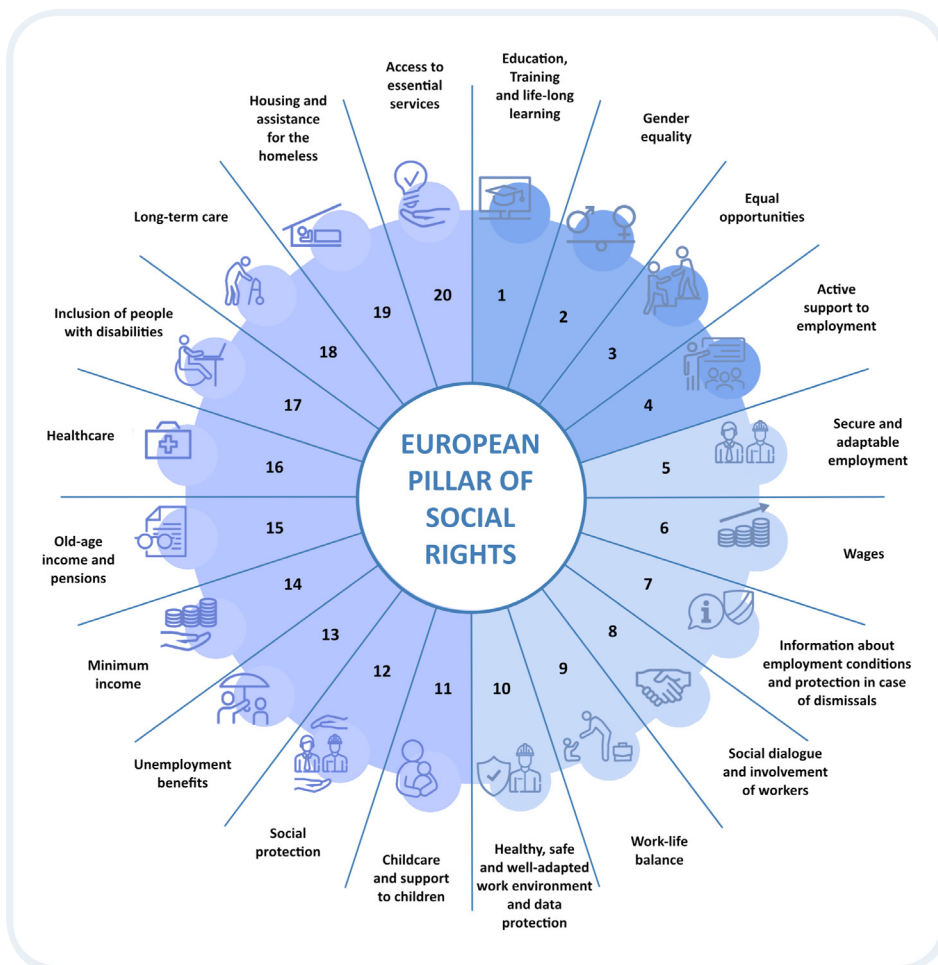 EUROPEAN
PILLAR OF
SOCIAL
RIGHTS
1
Education,
Training
and life-long
learning
2
Gender
equality
3
Equal
opportunities
4
Active
support to
employment
5
Secure and
adaptable
employment
6
Wages
7
Information about
employment conditions
and protection in case
of dismissals
8
Social dialogue
and involvement
of workers
9
Work-life
balance
10
Healthy, safe
and well-adapted
work environment
and data
protection
11
Childcare
and support
to children
12
Social
protection
13
Unemployment
benefits
14
Minimum
income
15
Old-age
income and
pensions
16
Healthcare
17
Inclusion of people
with disabilities
18
Long-term care
19
Housing and
assistance
for the
homeless
20
Access to
essential
services
i